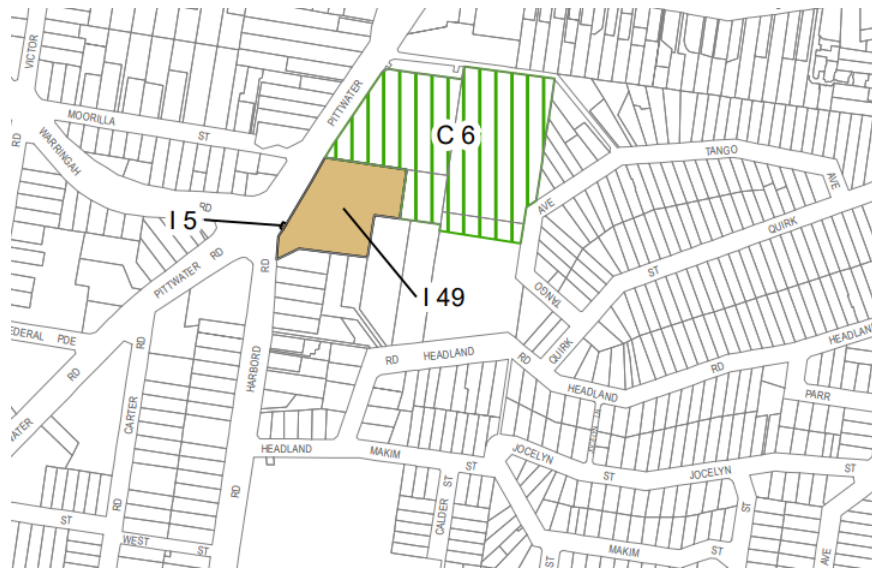 VICTOR
RD
MOORILLA
ST
PITTWATER
WARRINGAH
RD
C 6
TANGO
AVE
AVE
QUIRK
ST
I 5
PITTWATER
RD
RD
I 49
TANGO
QUIRK
HEADLAND
RD
FEDERAL PDE
RD
RD
CARTER
HARBORD
RD
HEADLAND
RD
HEADLAND
RD
PARR
HEADLAND
MAKIM
ST
JOCELYN
ST
JOCELYN
ST
RD
RD
CALDER
ST
ST
ST
WEST
ST
MAKIM
ST
AVE